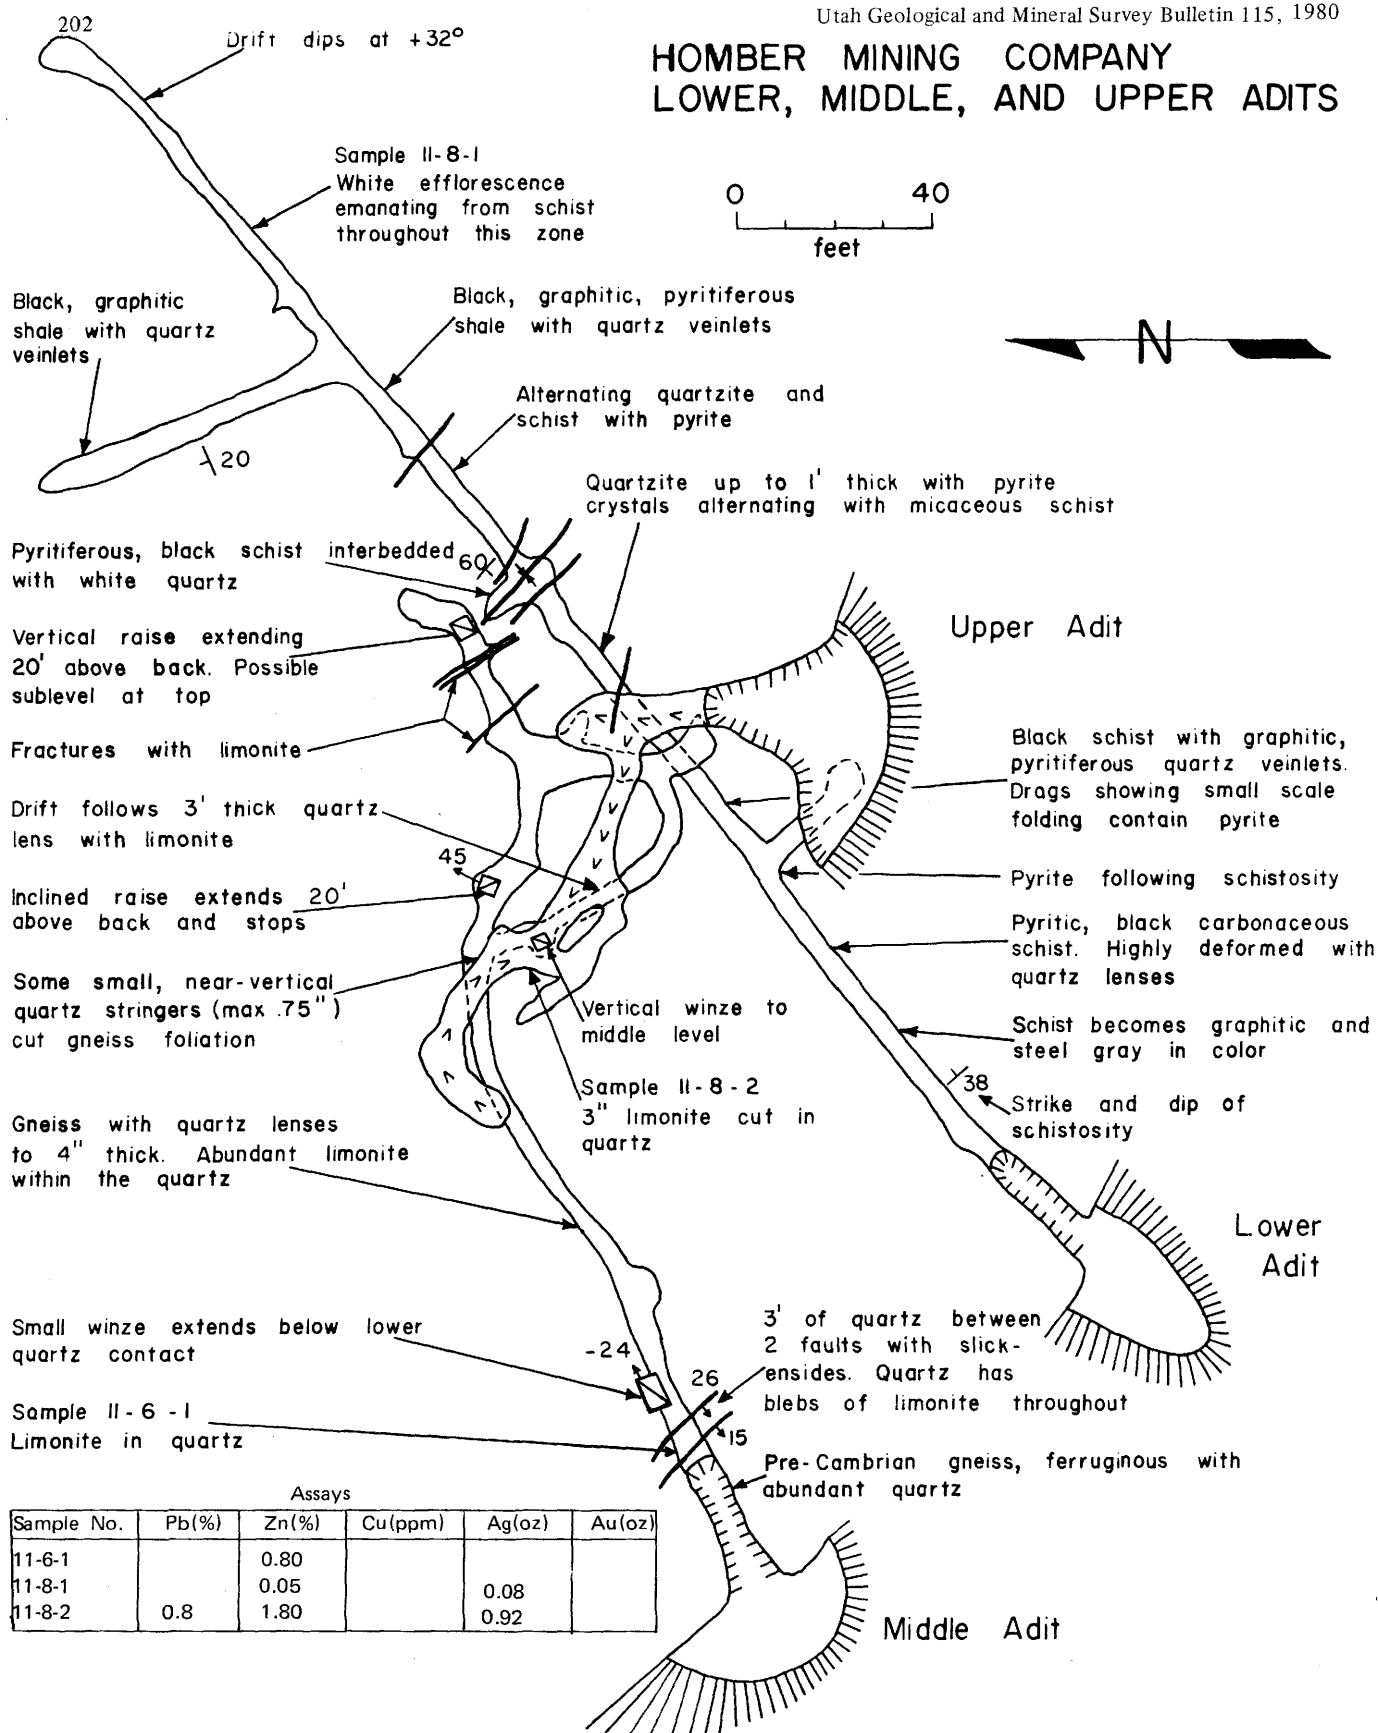 202
Utah Geological and Mineral Survey Bulletin 115, 1980
HOMBER MINING COMPANY
LOWER, MIDDLE, AND UPPER ADITS
Drift dips at +32°
Sample 11-8-1
White efflorescence
emanating from schist
throughout this zone
0 40
feet
Black, graphitic
shale with quartz
veinlets
Black, graphitic, pyritiferous
shale with quartz veinlets
N
Alternating quartzite and
schist with pyrite
20
Quartzite up to 1' thick with pyrite
crystals alternating with micaceous schist
Pyritiferous, black schist interbedded
with white quartz
60
Upper Adit
Vertical raise extending
20' above back. Possible
sublevel at top
Fractures with limonite
Black schist with graphitic,
pyritiferous quartz veinlets.
Drags showing small scale
folding contain pyrite
Drift follows 3' thick quartz
lens with limonite
45
Inclined raise extends 20'
above back and stops
Pyrite following schistosity
Pyritic, black carbonaceous
schist. Highly deformed with
quartz lenses
Some small, near-vertical
quartz stringers (max .75")
cut gneiss foliation
Vertical winze to
middle level
Schist becomes graphitic and
steel gray in color
38
Strike and dip of
schistosity
Sample 11-8-2
3" limonite cut in
quartz
Gneiss with quartz lenses
to 4" thick. Abundant limonite
within the quartz
Lower
Adit
Small winze extends below lower
quartz contact
-24
26
15
3' of quartz between
2 faults with slick-
ensides. Quartz has
blebs of limonite throughout
Sample 11-6-1
Limonite in quartz
Pre-Cambrian gneiss, ferruginous with
abundant quartz
Assays
Sample No. Pb(%) Zn(%) Cu(ppm) Ag(oz) Au(oz)
11-6-1 0.80
11-8-1 0.05 0.08
11-8-2 0.8 1.80 0.92
Middle Adit